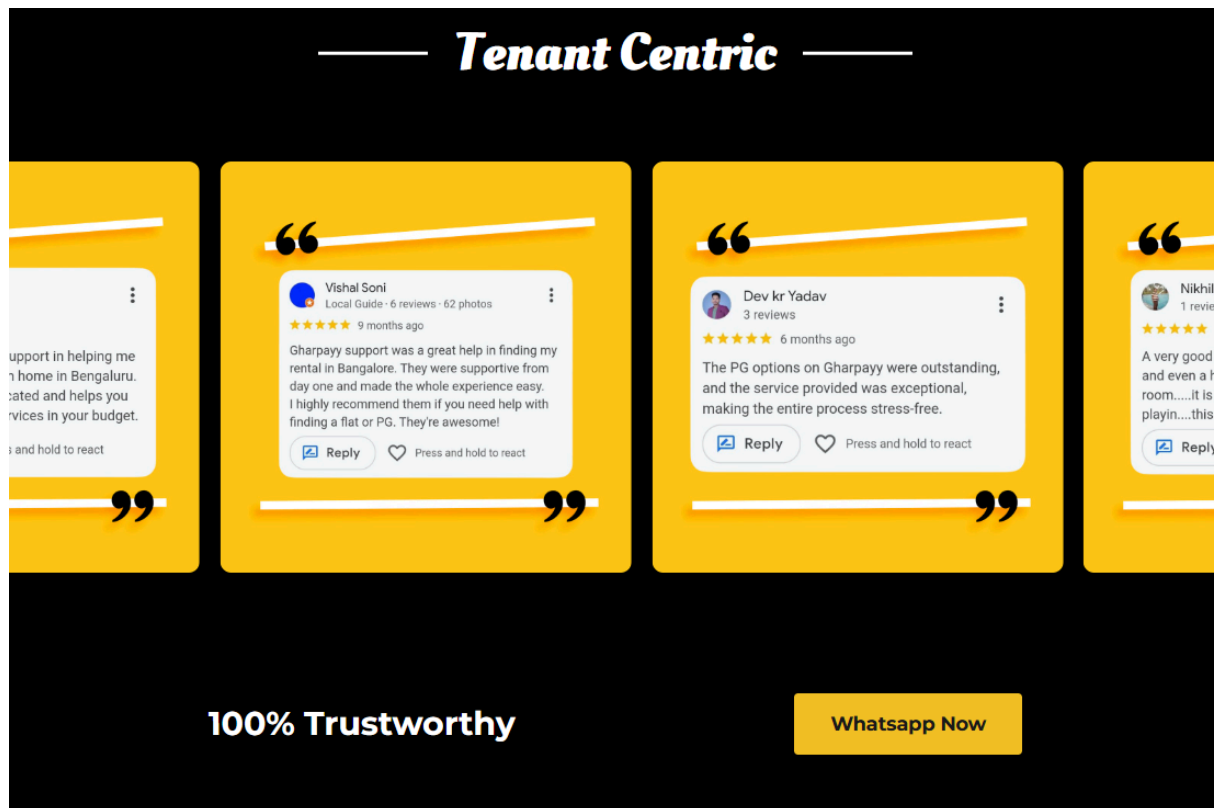 Tenant Centric
support in helping me
home in Bengaluru.
and helps you
in your budget.
and hold to react
Vishal Soni
Local Guide · 6 reviews · 62 photos
9 months ago
Gharpayy support was a great help in finding my
rental in Bangalore. They were supportive from
day one and made the whole experience easy.
I highly recommend them if you need help with
finding a flat or PG. They're awesome!
Reply
Press and hold to react
Dev kr Yadav
3 reviews
6 months ago
The PG options on Gharpayy were outstanding,
and the service provided was exceptional,
making the entire process stress-free.
Reply
Press and hold to react
Nikhil
1
A very good
and even a
room.....it is
playin....this
Reply
100% Trustworthy
Whatsapp Now